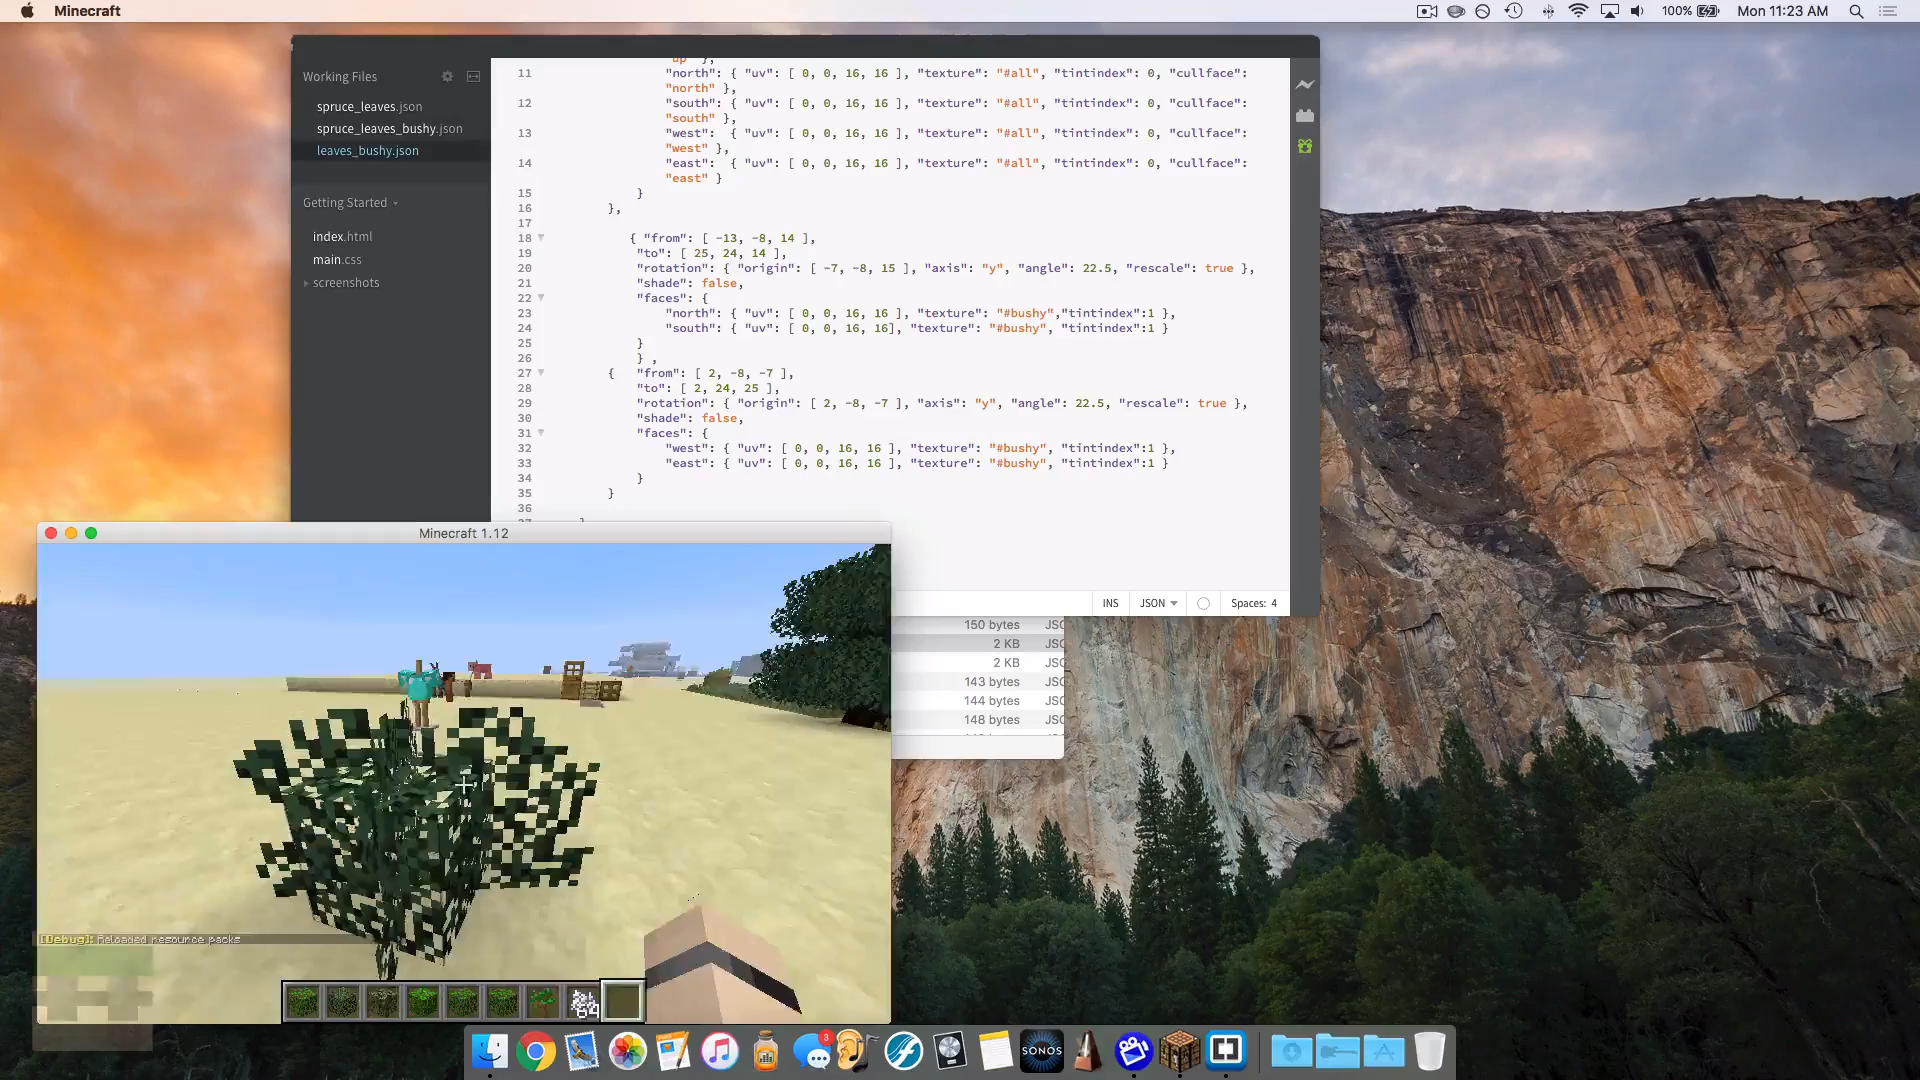 Minecraft
100%
Mon 11:23 AM
Working Files
spruce_leaves.json
spruce_leaves_bushy.json
leaves_bushy.json
Getting Started
index.html
main.css
screenshots
up" },
11 "north": { "uv": [ 0, 0, 16, 16 ], "texture": "#all", "tintindex": 0, "cullface":
"north" },
12 "south": { "uv": [ 0, 0, 16, 16 ], "texture": "#all", "tintindex": 0, "cullface":
"south" },
13 "west":  { "uv": [ 0, 0, 16, 16 ], "texture": "#all", "tintindex": 0, "cullface":
"west" },
14 "east":  { "uv": [ 0, 0, 16, 16 ], "texture": "#all", "tintindex": 0, "cullface":
"east" }
15 }
16 },
17
18 { "from": [ -13, -8, 14 ],
19 "to": [ 25, 24, 14 ],
20 "rotation": { "origin": [ -7, -8, 15 ], "axis": "y", "angle": 22.5, "rescale": true },
21 "shade": false,
22 "faces": {
23 "north": { "uv": [ 0, 0, 16, 16 ], "texture": "#bushy","tintindex":1 },
24 "south": { "uv": [ 0, 0, 16, 16], "texture": "#bushy", "tintindex":1 }
25 }
26 } ,
27 {   "from": [ 2, -8, -7 ],
28 "to": [ 2, 24, 25 ],
29 "rotation": { "origin": [ 2, -8, -7 ], "axis": "y", "angle": 22.5, "rescale": true },
30 "shade": false,
31 "faces": {
32 "west": { "uv": [ 0, 0, 16, 16 ], "texture": "#bushy", "tintindex":1 },
33 "east": { "uv": [ 0, 0, 16, 16 ], "texture": "#bushy", "tintindex":1 }
34 }
35 }
36
INS
JSON
Spaces: 4
150 bytes JSO
2 KB JSO
2 KB JSO
143 bytes JSO
144 bytes JSO
148 bytes JSO
Minecraft 1.12
[Debug]: Reloaded resource packs
64
3
SONOS